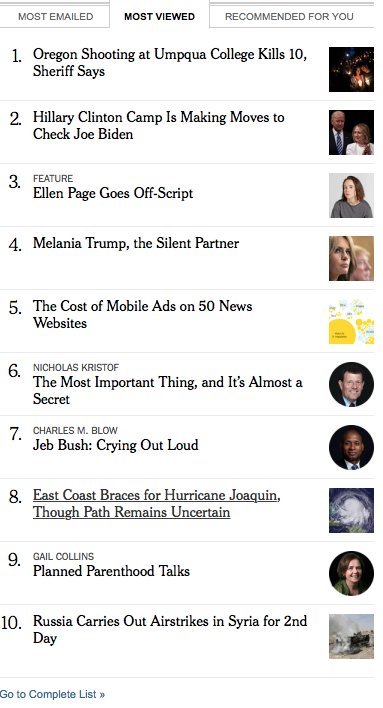 MOST EMAILED
MOST VIEWED
RECOMMENDED FOR YOU
1. Oregon Shooting at Umpqua College Kills 10,
Sheriff Says
2. Hillary Clinton Camp Is Making Moves to
Check Joe Biden
3. FEATURE
Ellen Page Goes Off-Script
4. Melania Trump, the Silent Partner
5. The Cost of Mobile Ads on 50 News
Websites
6. NICHOLAS KRISTOF
The Most Important Thing, and It's Almost a
Secret
7. CHARLES M. BLOW
Jeb Bush: Crying Out Loud
8. East Coast Braces for Hurricane Joaquin,
Though Path Remains Uncertain
9. GAIL COLLINS
Planned Parenthood Talks
10. Russia Carries Out Airstrikes in Syria for 2nd
Day
Go to Complete List »